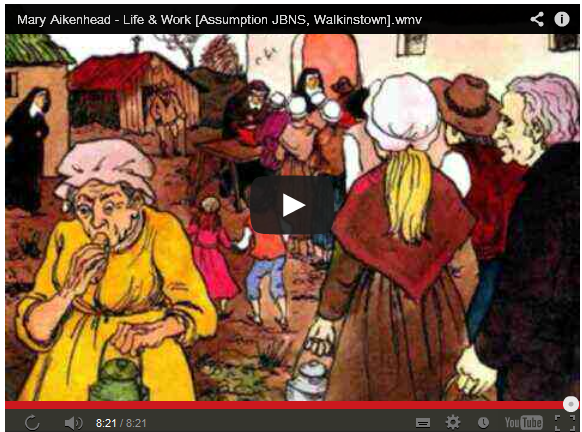 Mary Aikenhead - Life & Work [Assumption JBNS, Walkinstown].wmv
8:21 / 8:21
YouTube